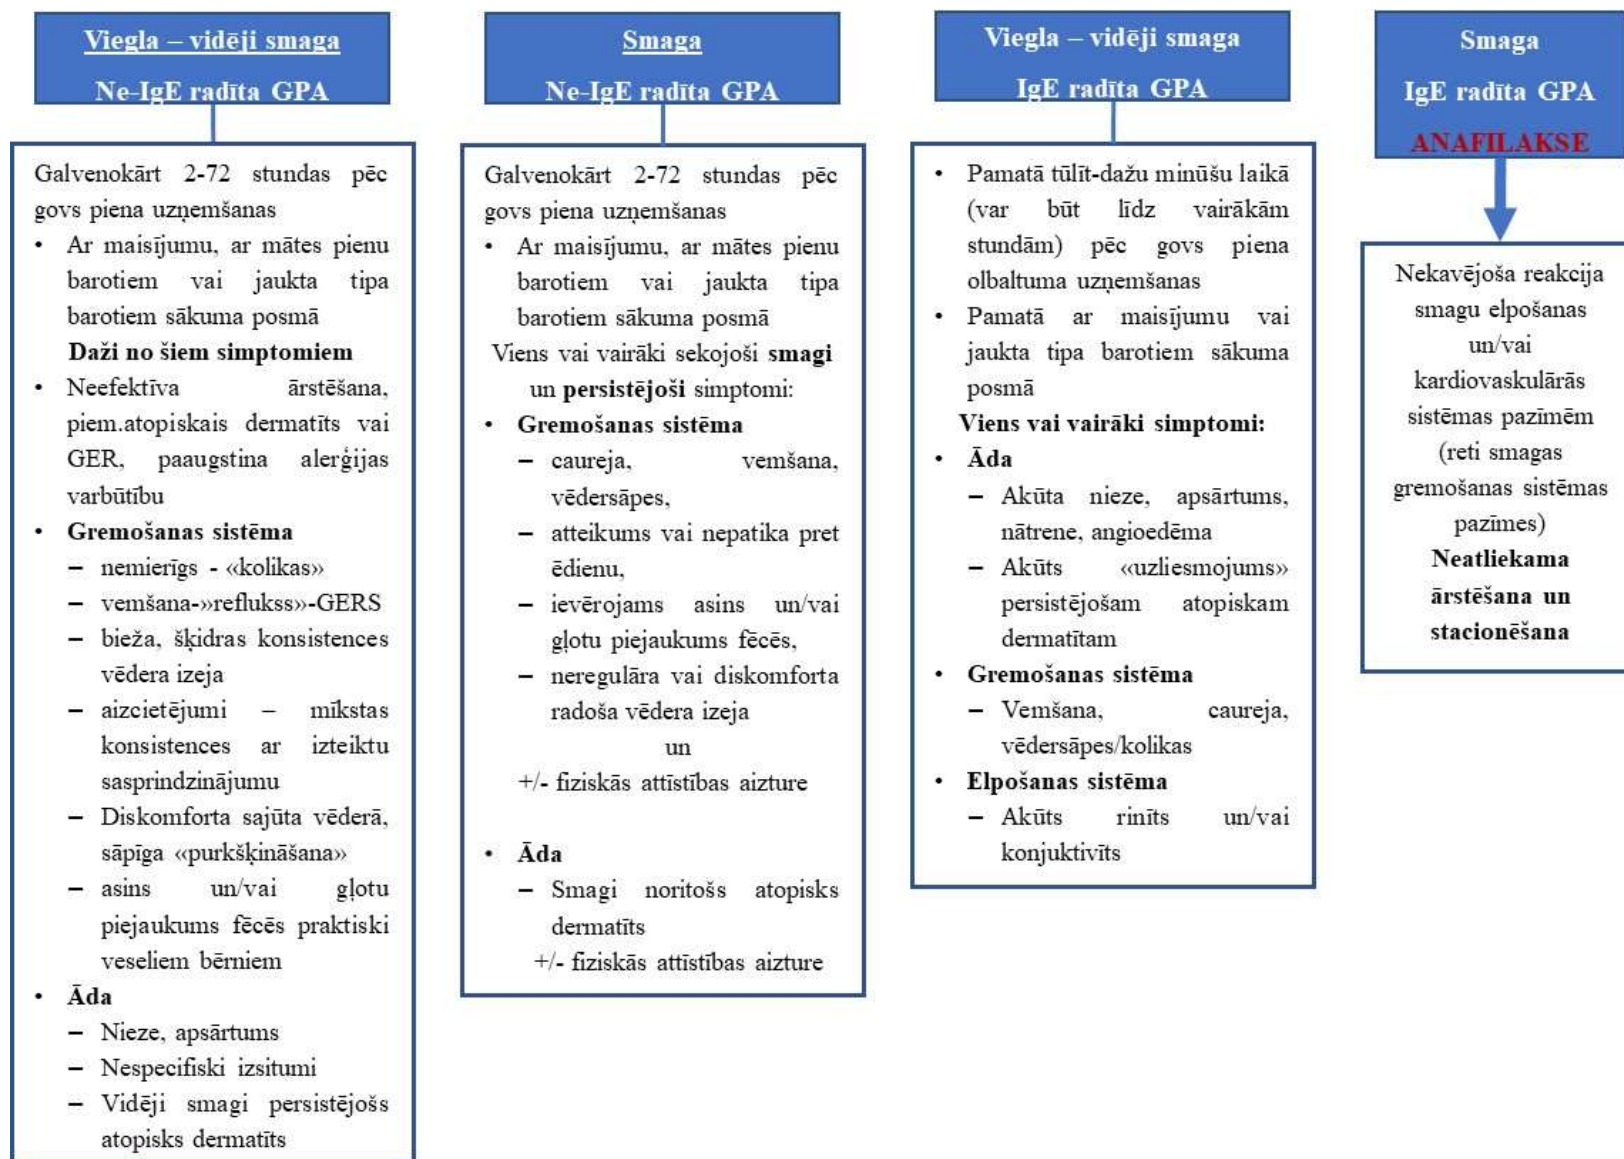 Viegla – vidēji smaga
Ne-IgE radīta GPA
Galvenokārt 2-72 stundas pēc
govs piena uzņemšanas
• Ar maisījumu, ar mātes pienu
barotiem vai jaukta tipa
barotiem sākuma posmā
Daži no šiem simptomiem
• Neefektīva ārstēšana,
piem.atopiskais dermatīts vai
GER, paaugstina alerģijas
varbūtību
• Gremošanas sistēma
– nemierīgs - «kolikas»
– vemšana-»reflukss»-GERS
– bieža, šķidras konsistences
vēdera izeja
– aizcietējumi – mīkstas
konsistences ar izteiktu
sasprindzinājumu
– Diskomforta sajūta vēderā,
sāpīga «purkšķināšana»
– asins un/vai gļotu
piejaukums fēcēs praktiski
veseliem bērniem
• Āda
– Nieze, apsārtums
– Nespecifiski izsitumi
– Vidēji smagi persistējošs
atopisks dermatīts
Smaga
Ne-IgE radīta GPA
Galvenokārt 2-72 stundas pēc
govs piena uzņemšanas
• Ar maisījumu, ar mātes pienu
barotiem vai jaukta tipa
barotiem sākuma posmā
Viens vai vairāki sekojoši smagi
un persistējoši simptomi:
• Gremošanas sistēma
– caureja, vemšana,
vēdersāpes,
– atteikums vai nepatika pret
ēdienu,
– ievērojams asins un/vai
gļotu piejaukums fēcēs,
– neregulāra vai diskomforta
radoša vēdera izeja
un
+/- fiziskās attīstības aizture
• Āda
– Smagi noritošs atopisks
dermatīts
+/- fiziskās attīstības aizture
Viegla – vidēji smaga
IgE radīta GPA
• Pamatā tūlīt-dažu minūšu laikā
(var būt līdz vairākām
stundām) pēc govs piena
olbaltuma uzņemšanas
• Pamatā ar maisījumu vai
jaukta tipa barotiem sākuma
posmā
Viens vai vairāki simptomi:
• Āda
– Akūta nieze, apsārtums,
nātrene, angioedēma
– Akūts «uzliesmojums»
persistējošam atopiskam
dermatītam
• Gremošanas sistēma
– Vemšana, caureja,
vēdersāpes/kolikas
• Elpošanas sistēma
– Akūts rinīts un/vai
konjuktivīts
Smaga
IgE radīta GPA
ANAFILAKSE
Nekavējoša reakcija
smagu elpošanas
un/vai
kardiovaskulārās
sistēmas pazīmēm
(reti smagas
gremošanas sistēmas
pazīmes)
Neatliekama
ārstēšana un
stacionēšana